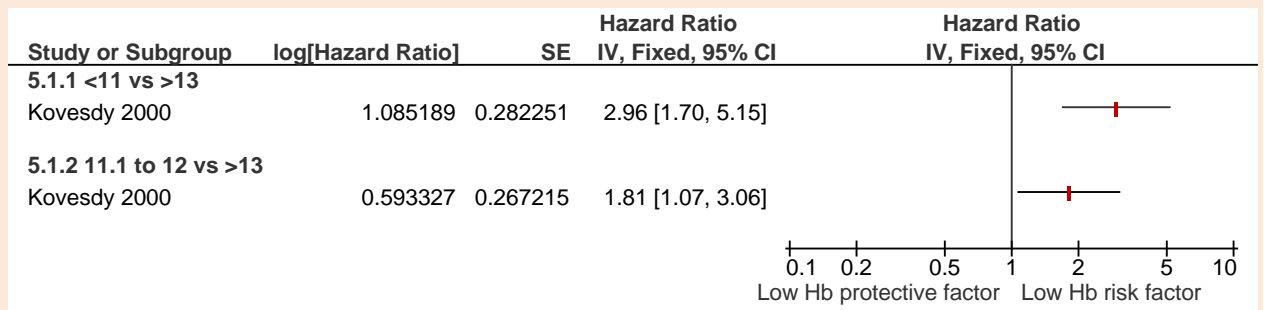 Hazard Ratio Hazard Ratio
Study or Subgroup log[Hazard Ratio] SE IV, Fixed, 95% CI IV, Fixed, 95% CI
5.1.1 <11 vs >13
Kovesdy 2000 1.085189 0.282251 2.96 [1.70, 5.15]
5.1.2 11.1 to 12 vs >13
Kovesdy 2000 0.593327 0.267215 1.81 [1.07, 3.06]
0.1 0.2 0.5 1 2 5 10
Low Hb protective factor Low Hb risk factor